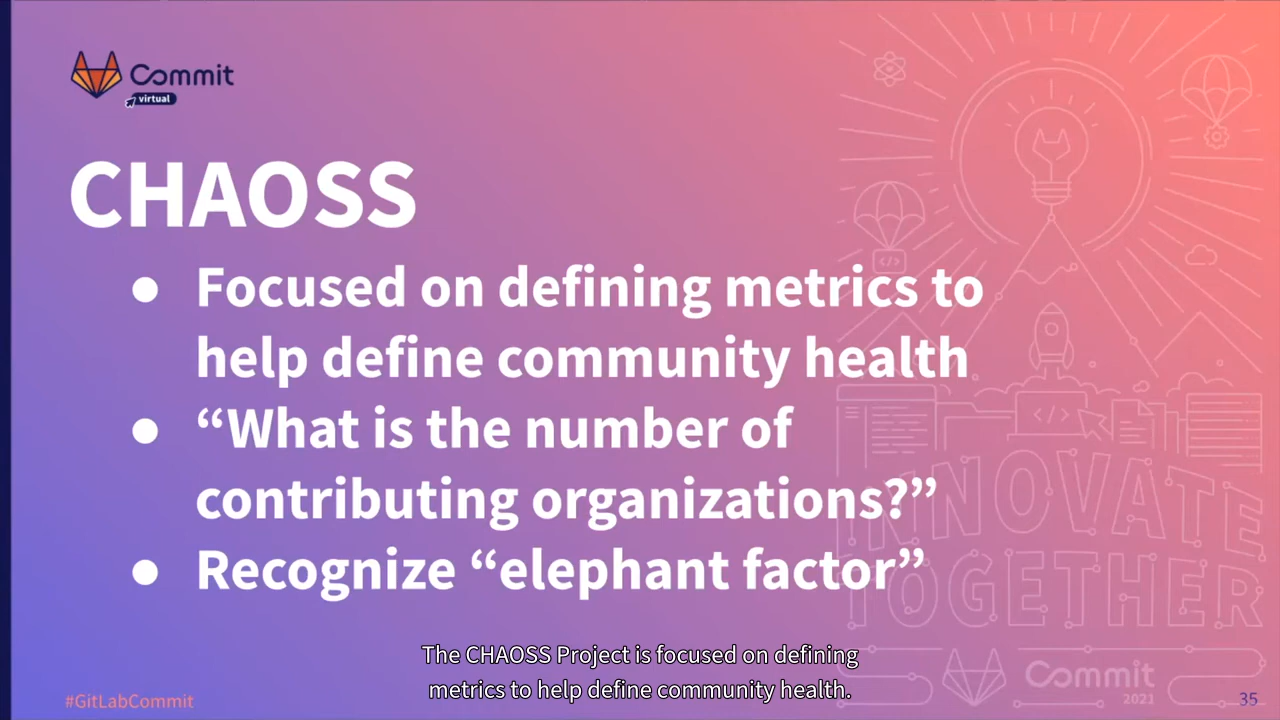 Commit
virtual
CHAOSS
● Focused on defining metrics to
help define community health
● “What is the number of
contributing organizations?”
● Recognize “elephant factor”
</>
</>
INNOVATE
TOGETHER
The CHAOSS Project is focused on defining
metrics to help define community health.
Commit
2021
#GitLabCommit
35